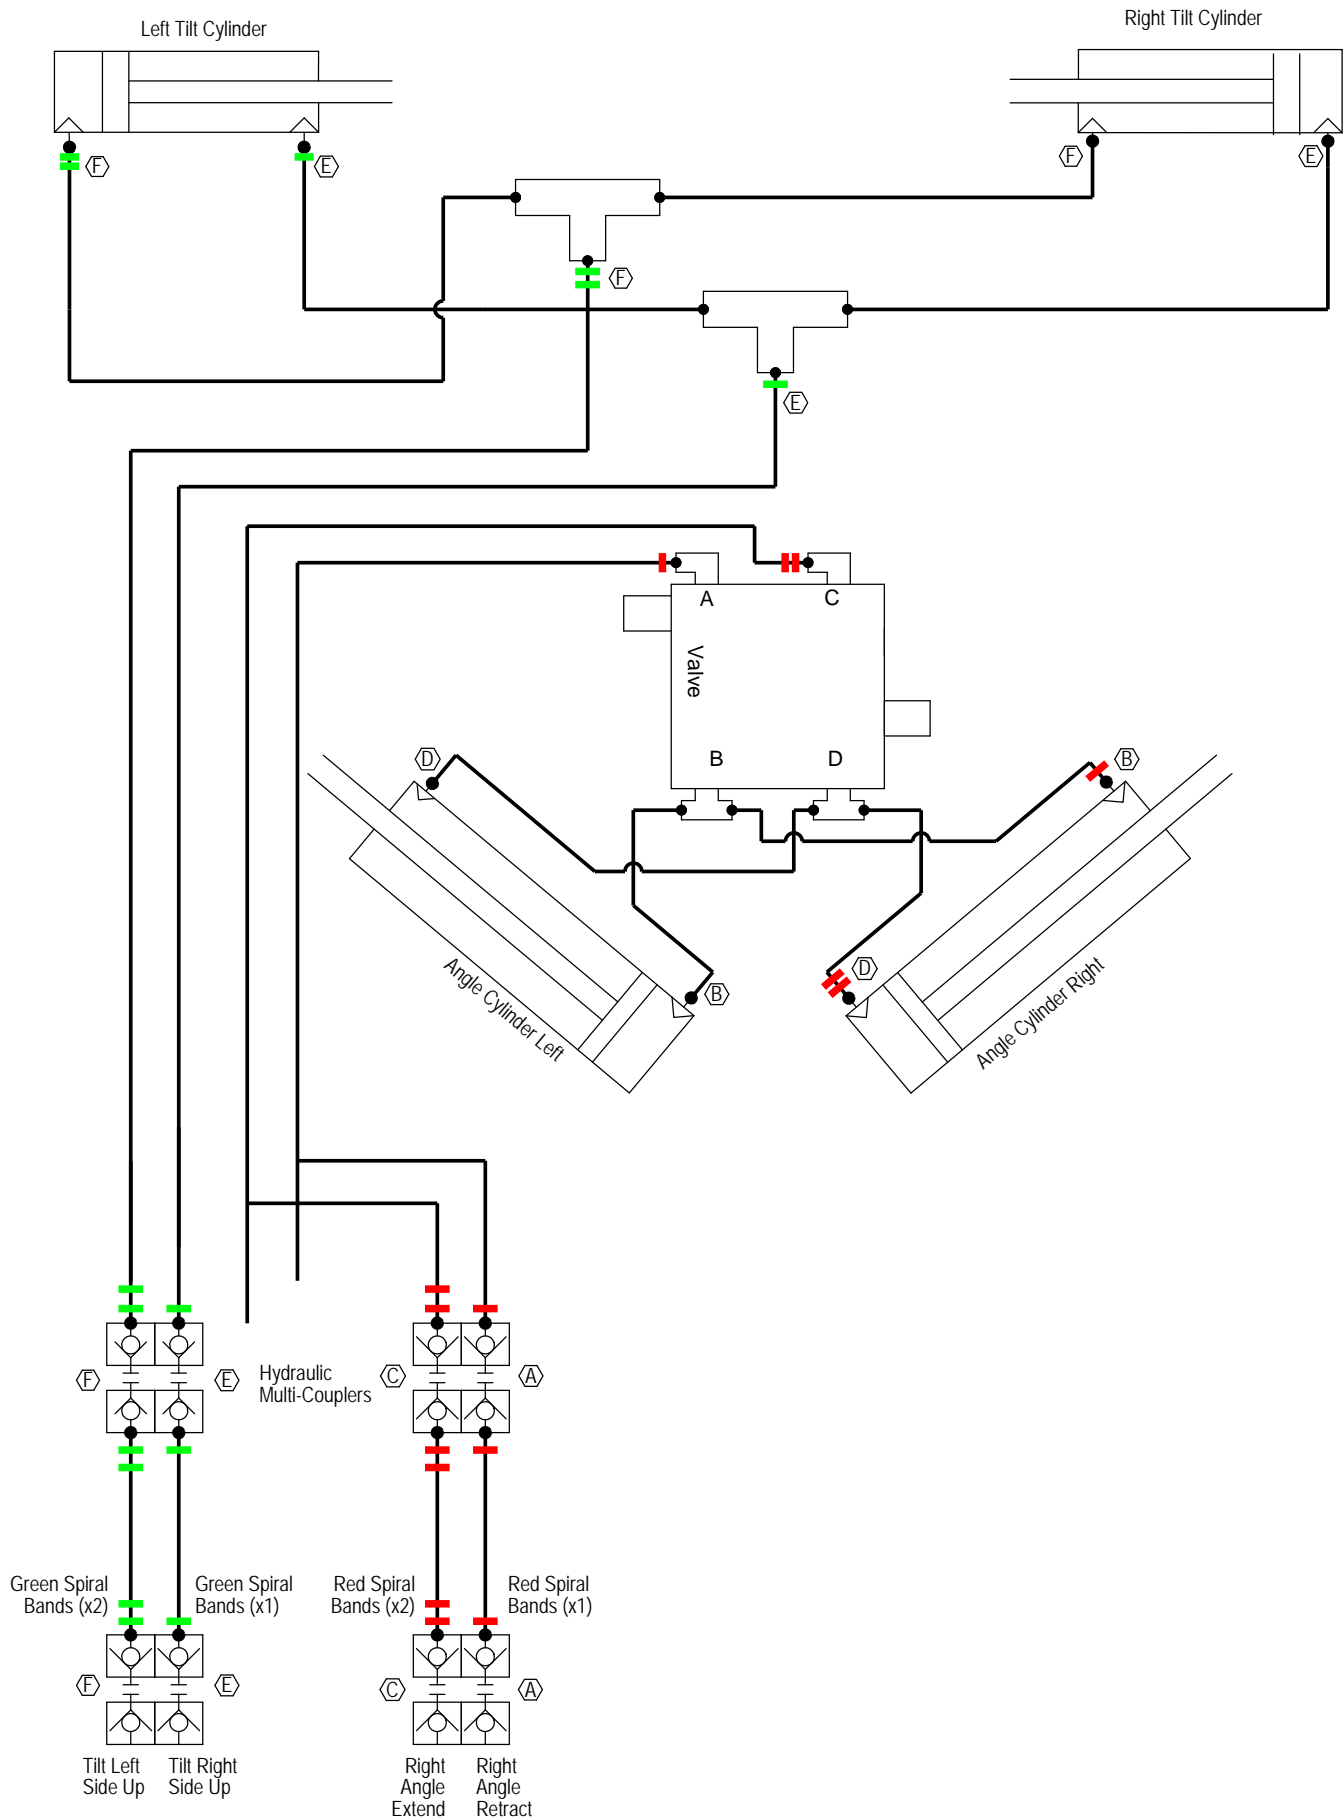 Left Tilt Cylinder
Right Tilt Cylinder
F
E
F
E
F
E
A
C
Valve
B
D
D
B
B
D
Angle Cylinder Left
Angle Cylinder Right
F
E
Hydraulic
Multi-Couplers
C
A
Green Spiral
Bands (x2)
Green Spiral
Bands (x1)
Red Spiral
Bands (x2)
Red Spiral
Bands (x1)
F
E
C
A
Tilt Left
Side Up
Tilt Right
Side Up
Right
Angle
Extend
Right
Angle
Retract